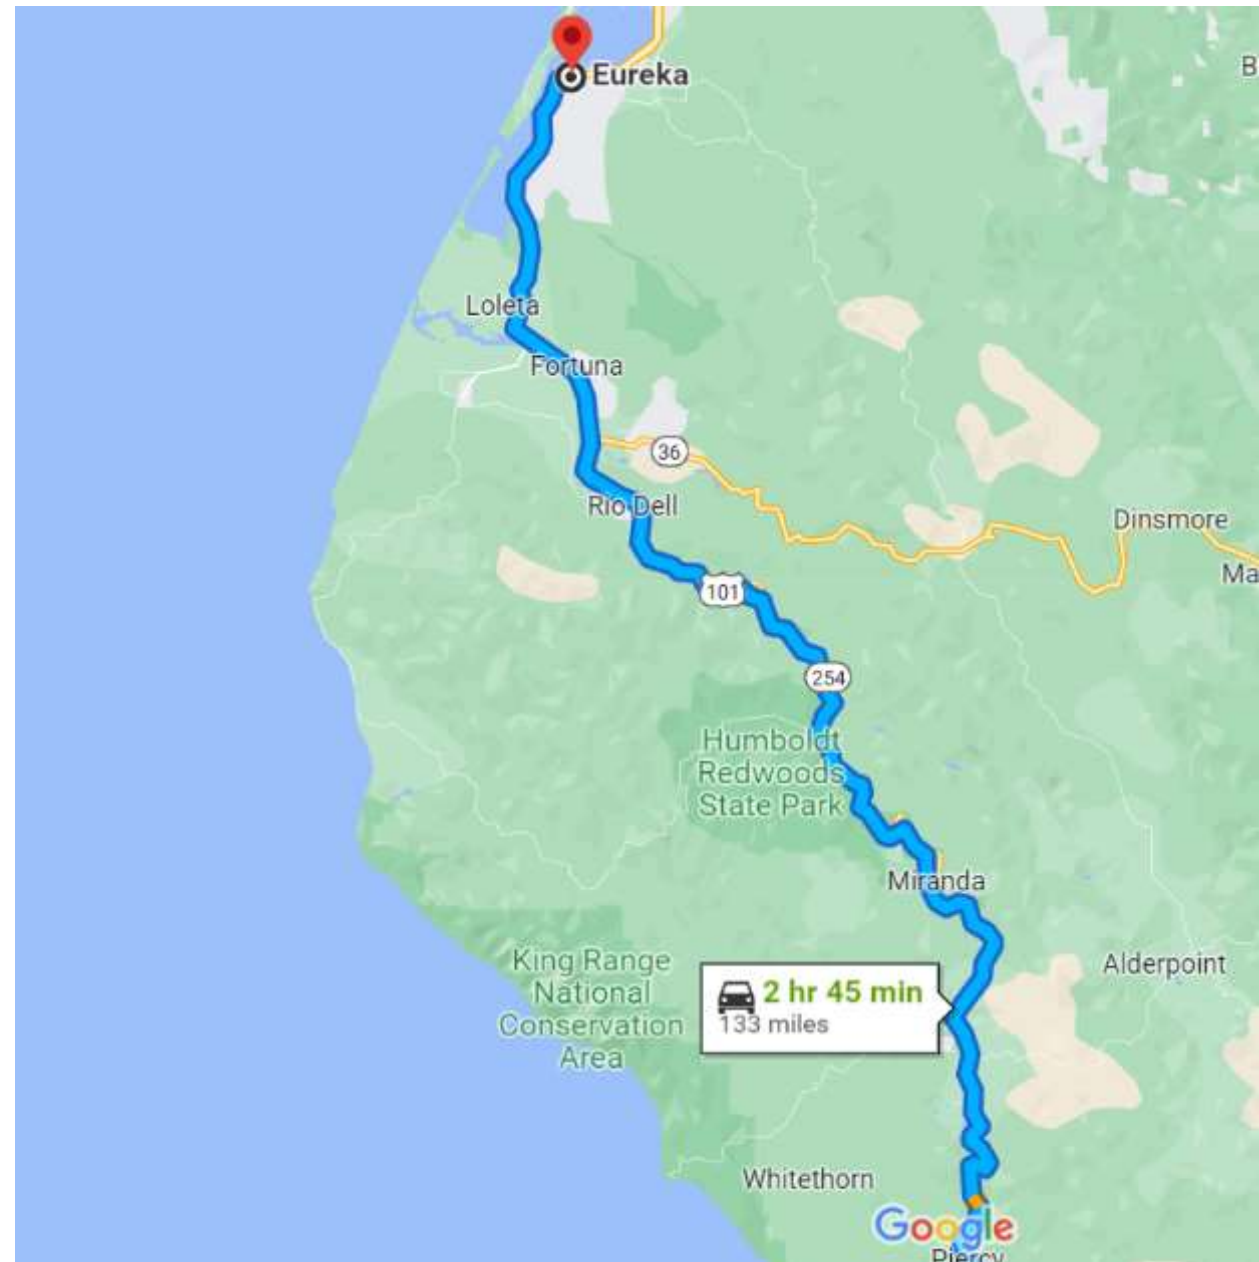 B
Eureka
Loleta
Fortuna
36
Rio Dell
Dinsmore
Ma
101
254
Humboldt
Redwoods
State Park
Miranda
King Range
National
Conservation
Area
Alderpoint
2 hr 45 min
133 miles
Whitethorn
Google
Piercy